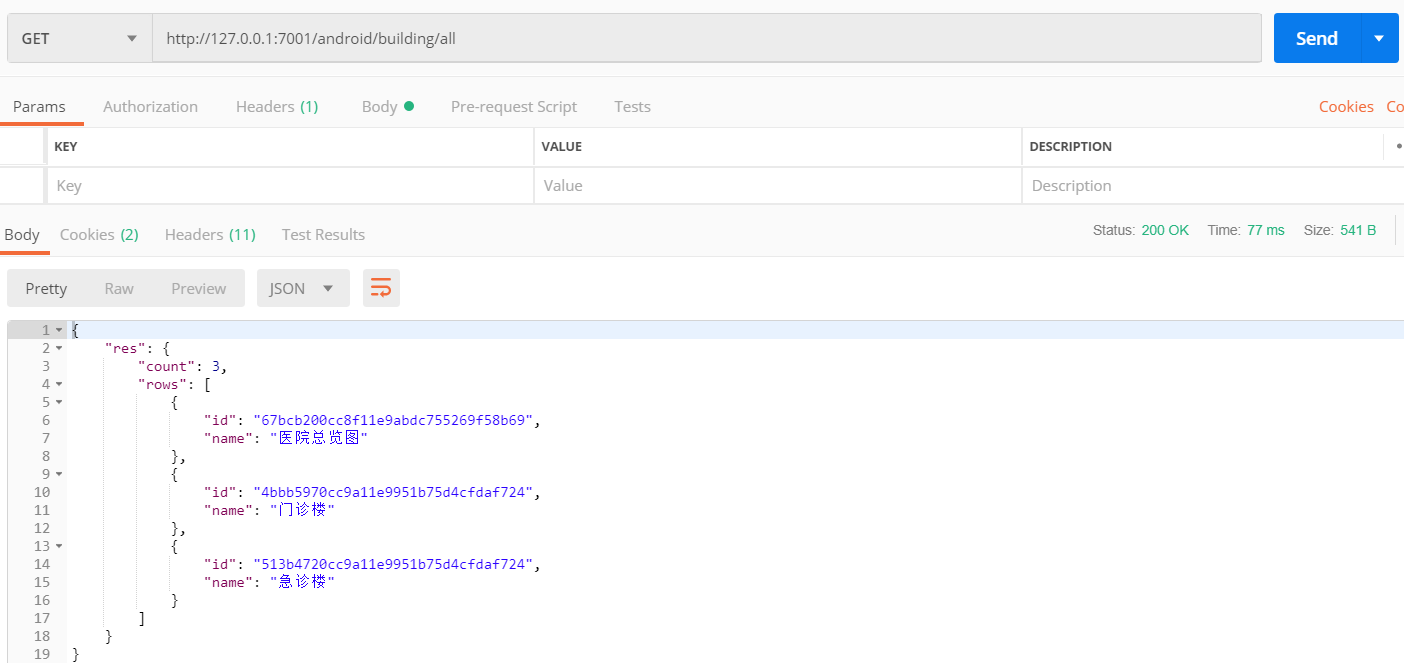 GET http://127.0.0.1:7001/android/building/all Send
Params Authorization Headers (1) Body Pre-request Script Tests Cookies Co
KEY VALUE DESCRIPTION
Key Value Description
Body Cookies (2) Headers (11) Test Results Status: 200 OK Time: 77 ms Size: 541 B
Pretty Raw Preview JSON
1 {
2 "res": {
3 "count": 3,
4 "rows": [
5 {
6 "id": "67bcb200cc8f11e9abdc755269f58b69",
7 "name": "医院总览图"
8 },
9 {
10 "id": "4bbb5970cc9a11e9951b75d4cfdaf724",
11 "name": "门诊楼"
12 },
13 {
14 "id": "513b4720cc9a11e9951b75d4cfdaf724",
15 "name": "急诊楼"
16 }
17 ]
18 }
19 }